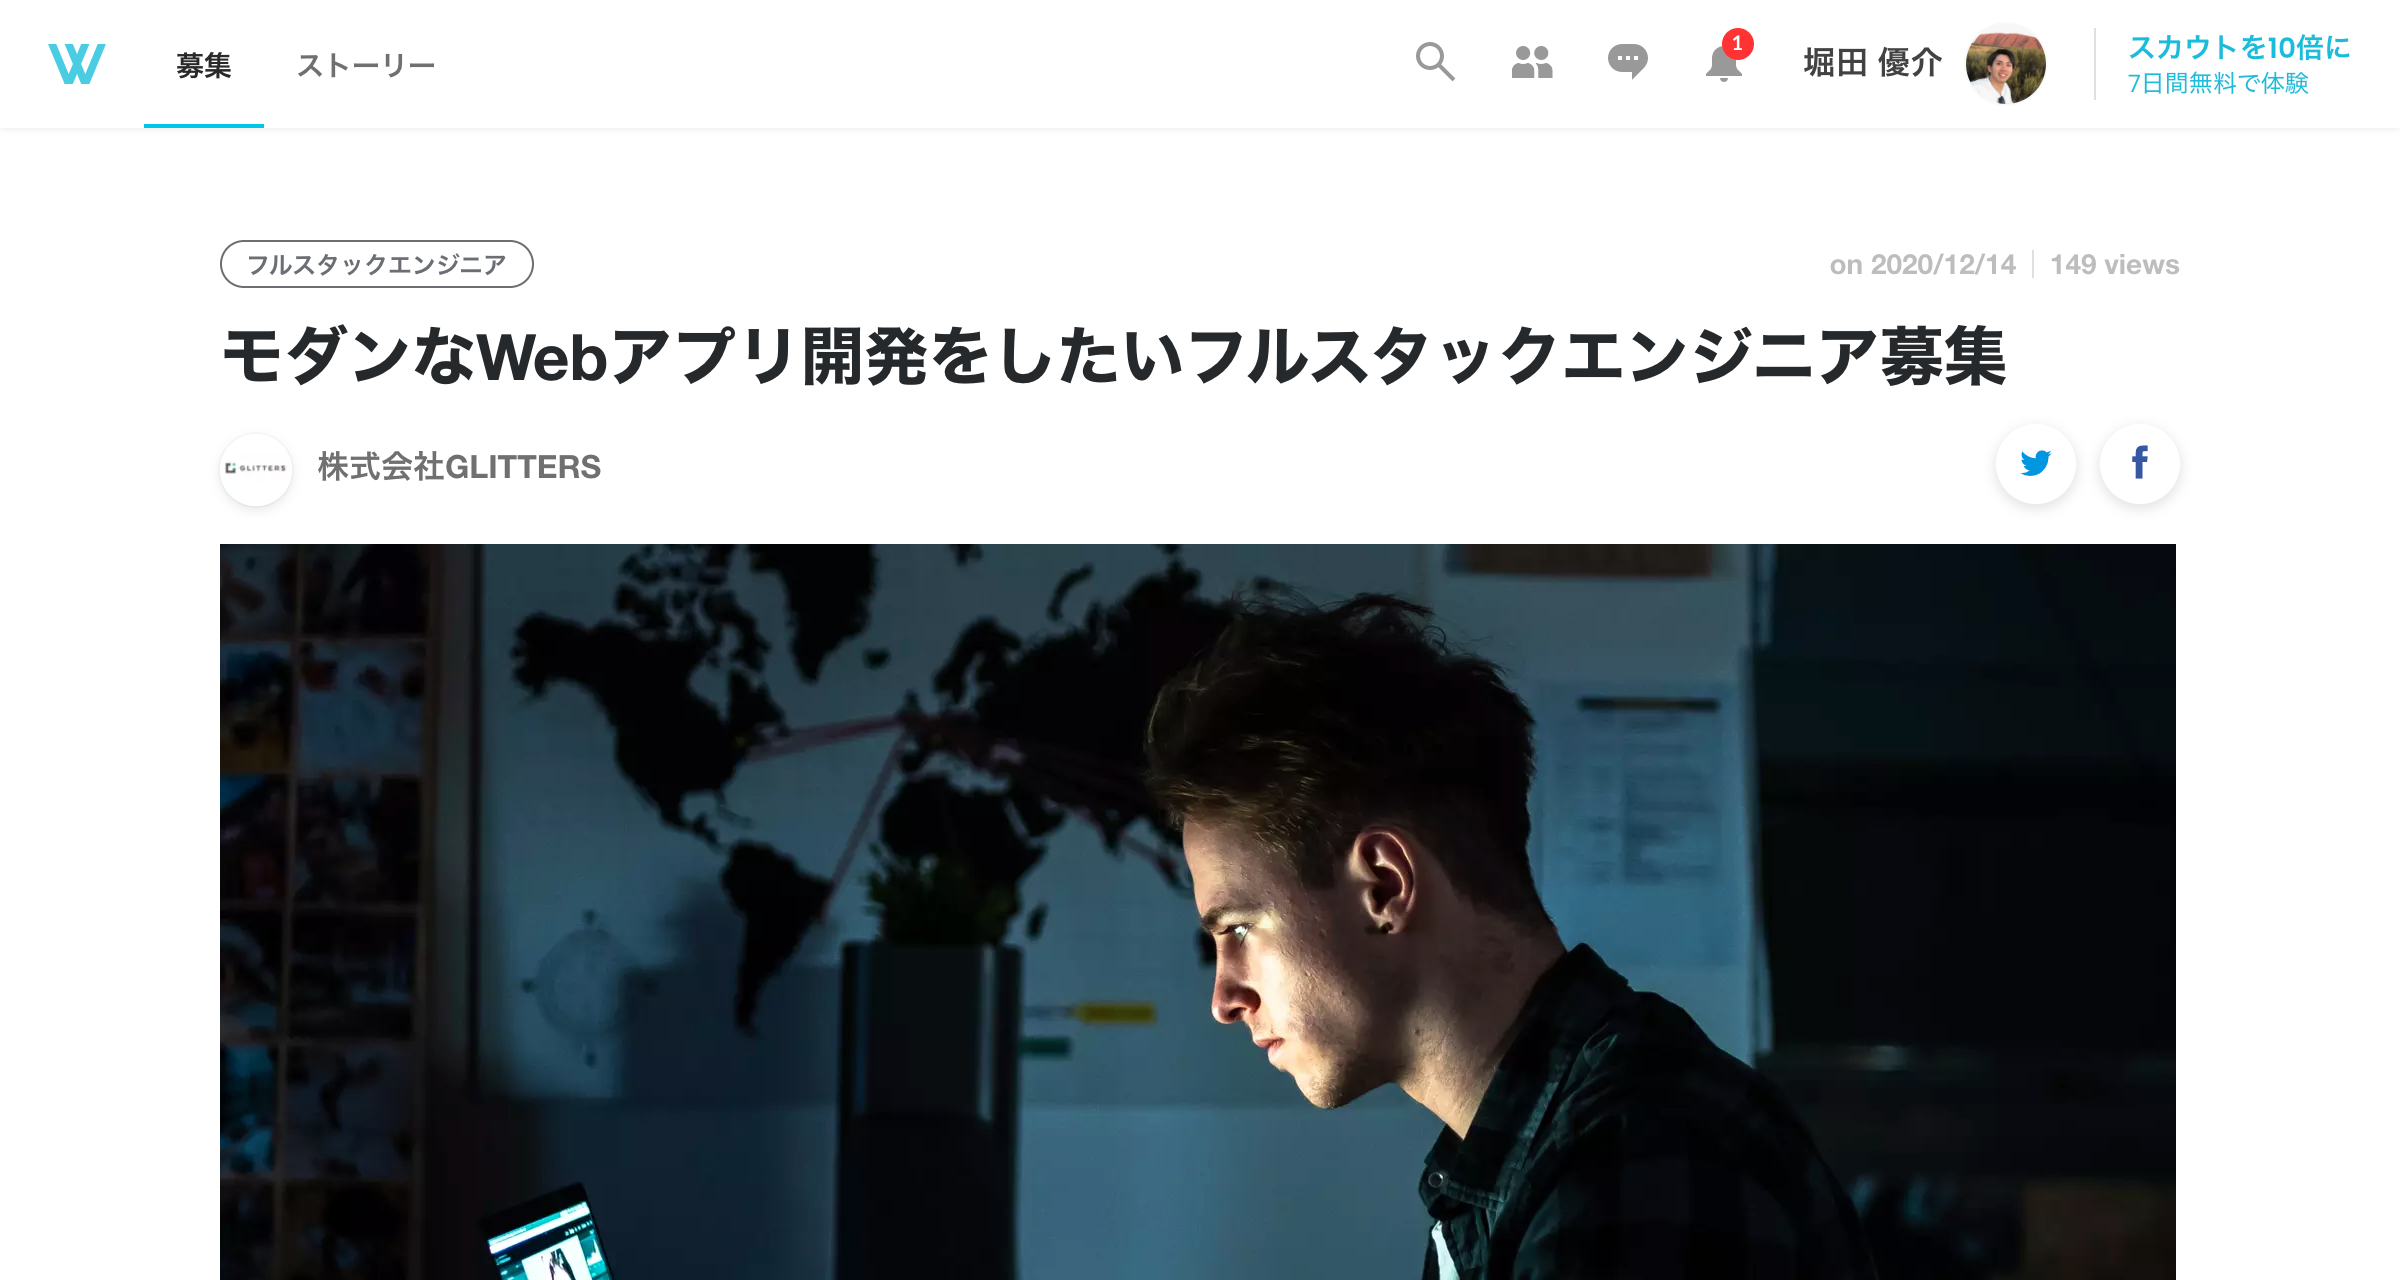 募集
ストーリー
1
堀田 優介
スカウトを10倍に
7日間無料で体験
フルスタックエンジニア
on 2020/12/14
149 views
モダンなWebアプリ開発をしたいフルスタックエンジニア募集
GLITTERS
株式会社GLITTERS